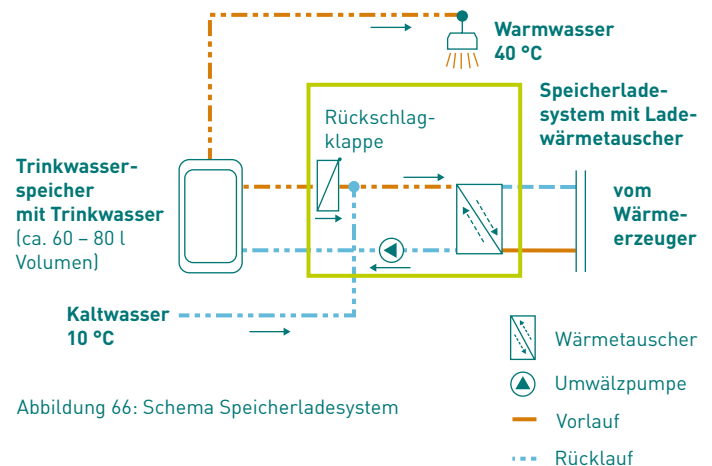 Warmwasser
40 °C
Speicherlade-
system mit Lade-
wärmetauscher
Rückschlag-
klappe
Trinkwasser-
speicher
mit Trinkwasser
(ca. 60 – 80 l
Volumen)
vom
Wärme-
erzeuger
Kaltwasser
10 °C
Wärmetauscher
Umwälzpumpe
Vorlauf
Rücklauf
Abbildung 66: Schema Speicherladesystem